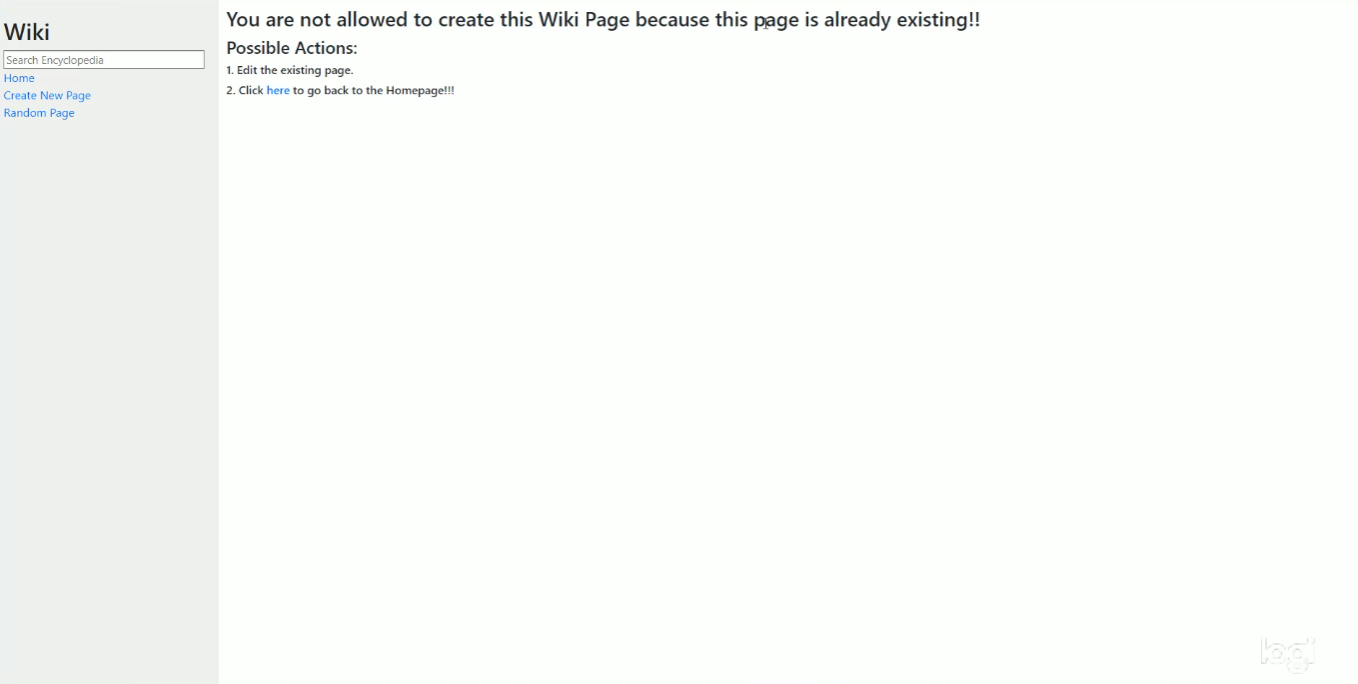 Wiki
Search Encyclopedia
Home
Create New Page
Random Page
You are not allowed to create this Wiki Page because this page is already existing!!
Possible Actions:
1. Edit the existing page.
2. Click here to go back to the Homepage!!!
logi